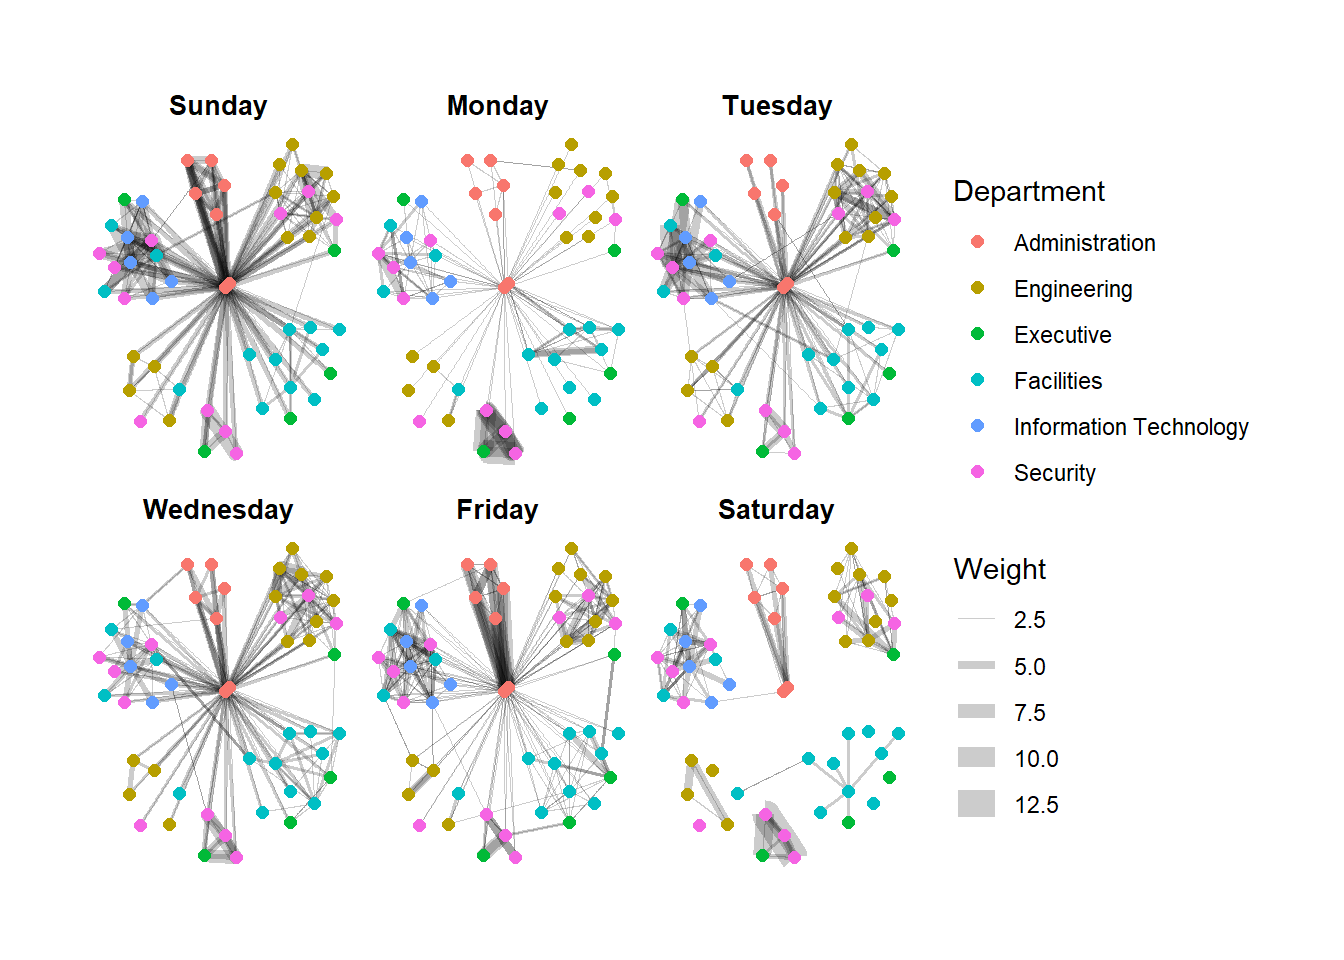 Sunday
Monday
Tuesday
Wednesday
Friday
Saturday
Department
Administration
Engineering
Executive
Facilities
Information Technology
Security
Weight
2.5
5.0
7.5
10.0
12.5